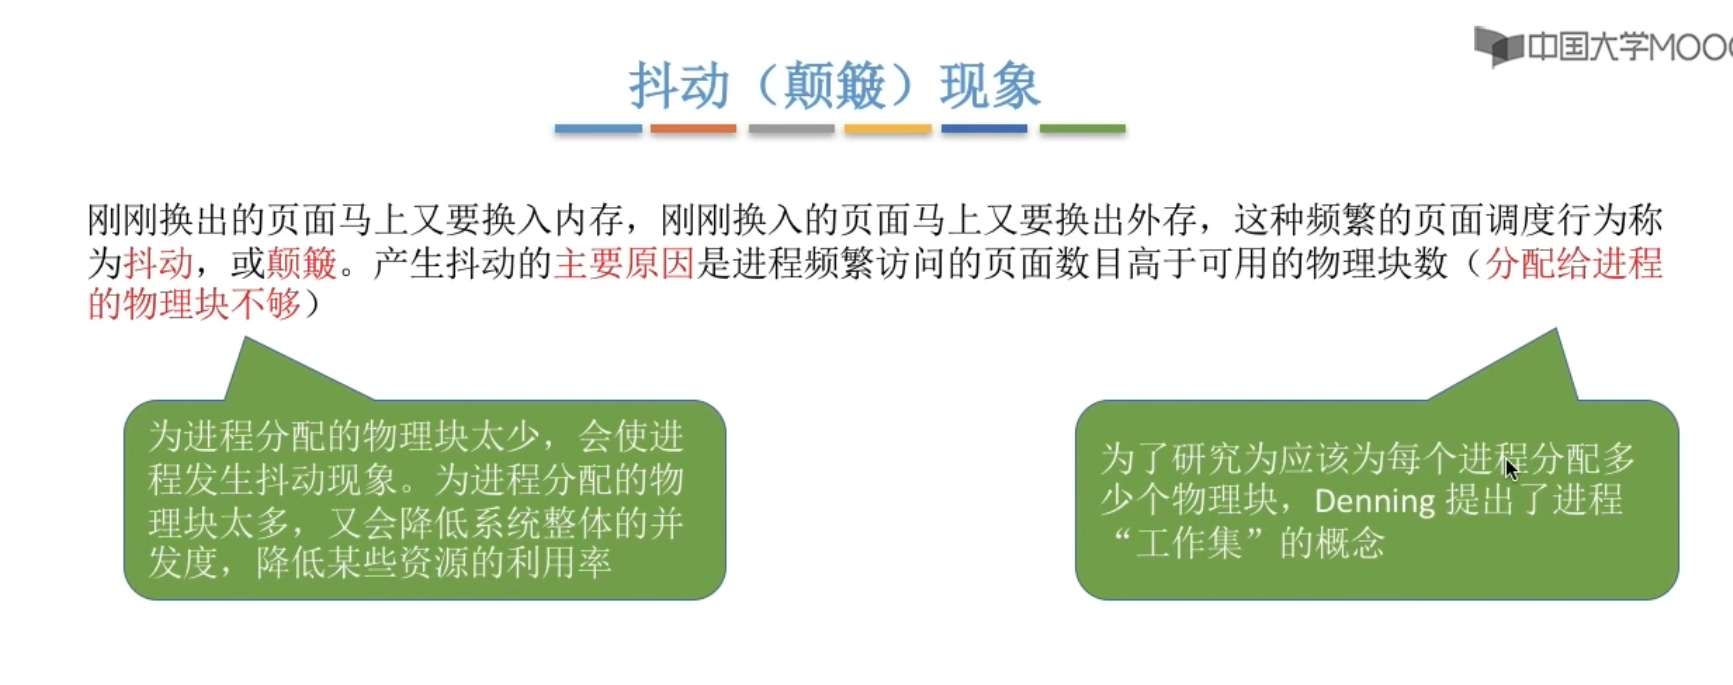 中国大学MOOC
抖动（颠簸）现象
刚刚换出的页面马上又要换入内存，刚刚换入的页面马上又要换出外存，这种频繁的页面调度行为称
为抖动，或颠簸。产生抖动的主要原因是进程频繁访问的页面数目高于可用的物理块数（分配给进程
的物理块不够）
为进程分配的物理块太少，会使进
程发生抖动现象。为进程分配的物
理块太多，又会降低系统整体的并
发度，降低某些资源的利用率
为了研究为应该为每个进程分配多
少个物理块，Denning 提出了进程
“工作集”的概念